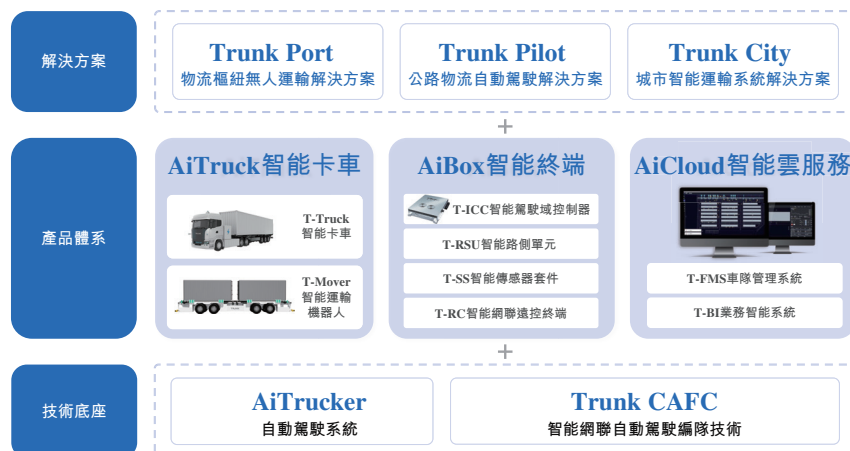 解決方案
Trunk Port
物流樞紐無人運輸解決方案
Trunk Pilot
公路物流自動駕駛解決方案
Trunk City
城市智能運輸系統解決方案
+
產品體系
AiTruck智能卡車
T-Truck
智能卡車
T-Mover
智能運輸
機器人
AiBox智能終端
T-ICC智能駕駛域控制器
T-RSU智能路側單元
T-SS智能傳感器套件
T-RC智能網聯遠控終端
AiCloud智能雲服務
T-FMS車隊管理系統
T-BI業務智能系統
+
技術底座
AiTrucker
自動駕駛系統
Trunk CAFC
智能網聯自動駕駛編隊技術